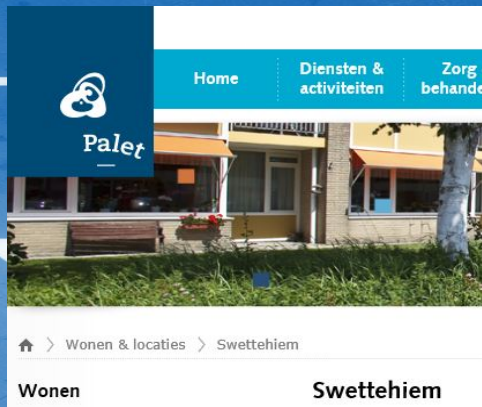 Palet
Home
Diensten &
activiteiten
Zorg
behande
Wonen & locaties
Swettehiem
Wonen
Swettehiem